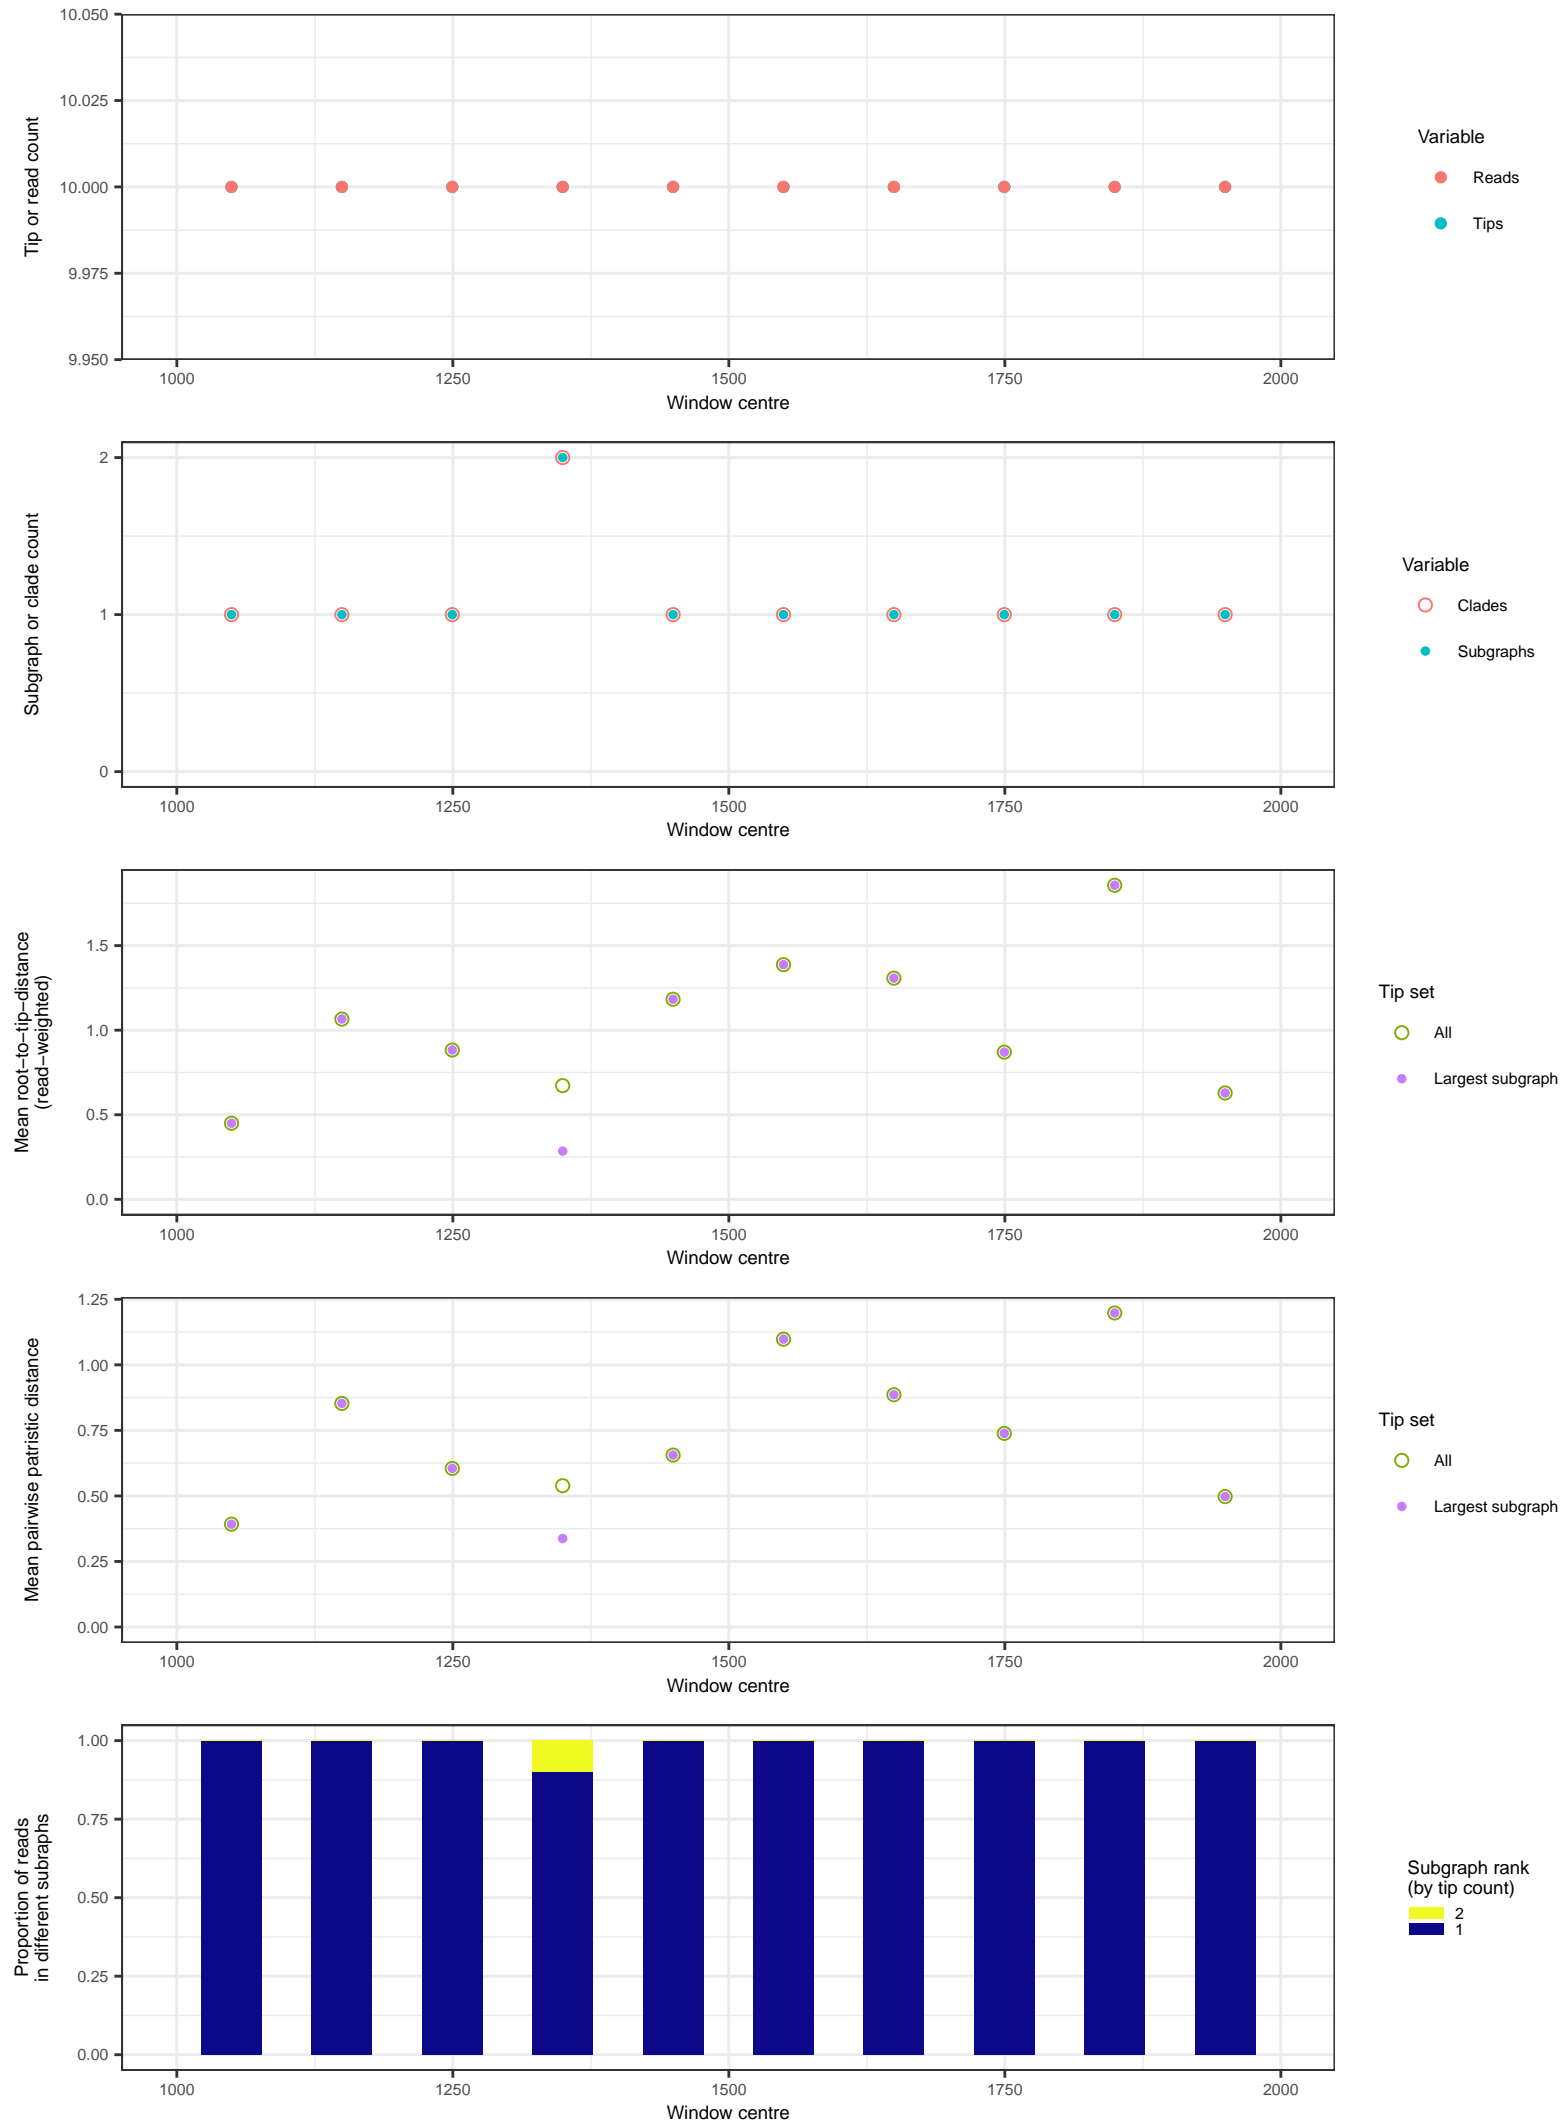 10.050
10.025
10.000
9.975
9.950
Tip or read count
1000 1250 1500 1750 2000
Window centre
Variable
Reads
Tips
2
1
0
Subgraph or clade count
1000 1250 1500 1750 2000
Window centre
Variable
Clades
Subgraphs
1.5
1.0
0.5
0.0
Mean root−to−tip−distance
(read−weighted)
1000 1250 1500 1750 2000
Window centre
Tip set
All
Largest subgraph
1.25
1.00
0.75
0.50
0.25
0.00
Mean pairwise patristic distance
1000 1250 1500 1750 2000
Window centre
Tip set
All
Largest subgraph
1.00
0.75
0.50
0.25
0.00
Proportion of reads
in different subraphs
1000 1250 1500 1750 2000
Window centre
Subgraph rank
(by tip count)
2
1